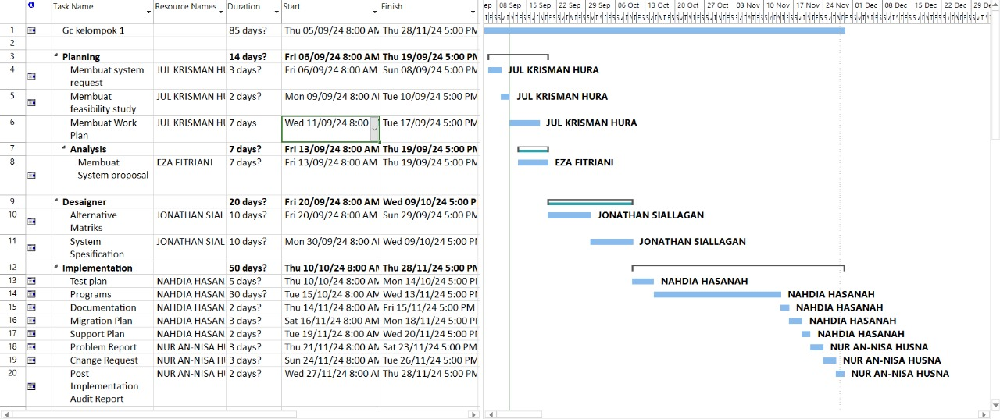 Task Name Resource Names Duration Start Finish
ep 08 Sep 15 Sep 22 Sep 29 Sep 06 Oct 13 Oct 20 Oct 27 Oct 03 Nov 10 Nov 17 Nov 24 Nov 01 Dec 08 Dec 15 Dec 22 Dec 29 De
1 Gc kelompok 1 85 days? Thu 05/09/24 8:00 AM Thu 28/11/24 5:00 PM
2
3 Planning 14 days? Fri 06/09/24 8:00 AM Thu 19/09/24 5:00 PM
4 Membuat system JUL KRISMAN HU 3 days? Fri 06/09/24 8:00 AM Sun 08/09/24 5:00 PM JUL KRISMAN HURA
request
5 Membuat JUL KRISMAN HU 2 days? Mon 09/09/24 8:00 AM Tue 10/09/24 5:00 PM JUL KRISMAN HURA
feasibility study
6 Membuat Work JUL KRISMAN HU 7 days Wed 11/09/24 8:00 Tue 17/09/24 5:00 PM JUL KRISMAN HURA
Plan
7 Analysis 7 days? Fri 13/09/24 8:00 AM Thu 19/09/24 5:00 PM
8 Membuat EZA FITRIANI 7 days? Fri 13/09/24 8:00 AM Thu 19/09/24 5:00 PM EZA FITRIANI
System proposal
9 Desaigner 20 days? Fri 20/09/24 8:00 AM Wed 09/10/24 5:00 PM
10 Alternative JONATHAN SIAL 10 days? Fri 20/09/24 8:00 AM Sun 29/09/24 5:00 PM JONATHAN SIALLAGAN
Matriks
11 System JONATHAN SIAL 10 days? Mon 30/09/24 8:00 AM Wed 09/10/24 5:00 PM JONATHAN SIALLAGAN
Spesification
12 Implementation 50 days? Thu 10/10/24 8:00 AM Thu 28/11/24 5:00 PM
13 Test plan NAHDIA HASAN 5 days? Thu 10/10/24 8:00 AM Mon 14/10/24 5:00 PM NAHDIA HASANAH
14 Programs NAHDIA HASAN 30 days? Tue 15/10/24 8:00 AM Wed 13/11/24 5:00 PM NAHDIA HASANAH
15 Documentation NAHDIA HASAN 2 days? Thu 14/11/24 8:00 AM Fri 15/11/24 5:00 PM NAHDIA HASANAH
16 Migration Plan NAHDIA HASAN 3 days? Sat 16/11/24 8:00 AM Mon 18/11/24 5:00 PM NAHDIA HASANAH
17 Support Plan NAHDIA HASAN 2 days? Tue 19/11/24 8:00 AM Wed 20/11/24 5:00 PM NAHDIA HASANAH
18 Problem Report NUR AN-NISA HU 3 days? Thu 21/11/24 8:00 AM Sat 23/11/24 5:00 PM NUR AN-NISA HUSNA
19 Change Request NUR AN-NISA HU 3 days? Sun 24/11/24 8:00 AM Tue 26/11/24 5:00 PM NUR AN-NISA HUSNA
20 Post NUR AN-NISA HU 2 days? Wed 27/11/24 8:00 AM Thu 28/11/24 5:00 PM NUR AN-NISA HUSNA
Implementation
Audit Report